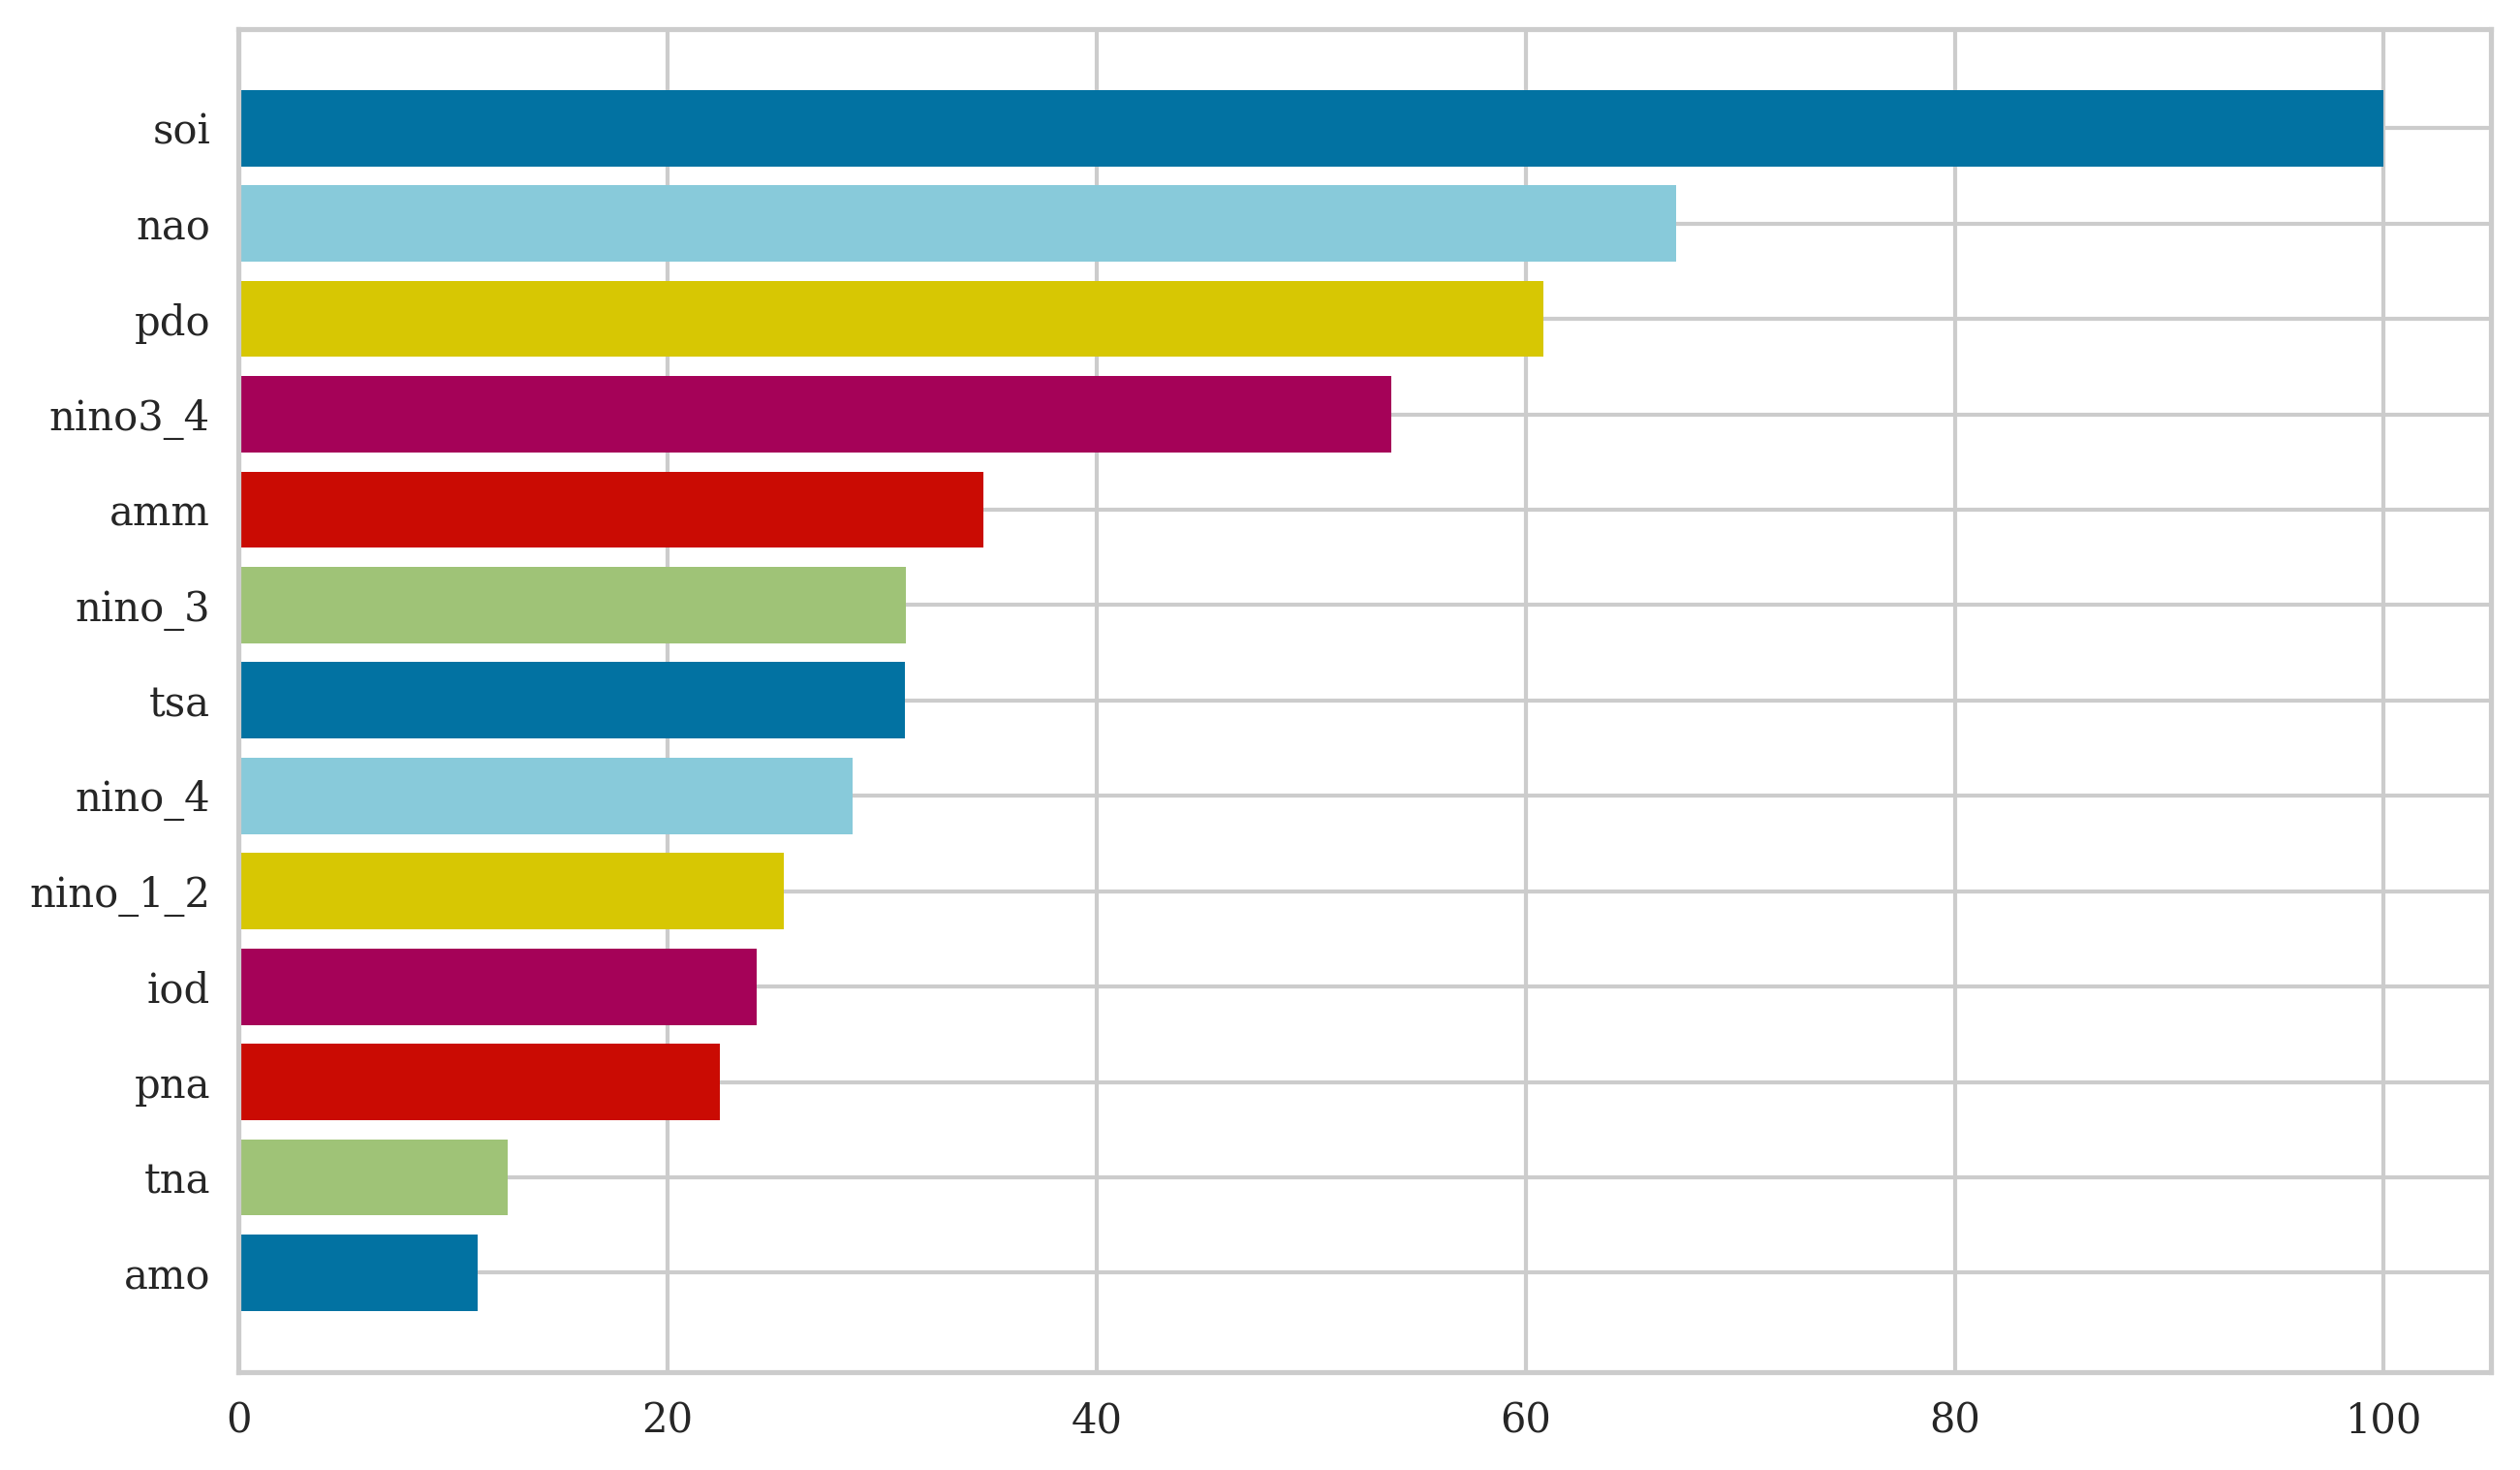 soi
nao
pdo
nino3_4
amm
nino_3
tsa
nino_4
nino_1_2
iod
pna
tna
amo
0 20 40 60 80 100